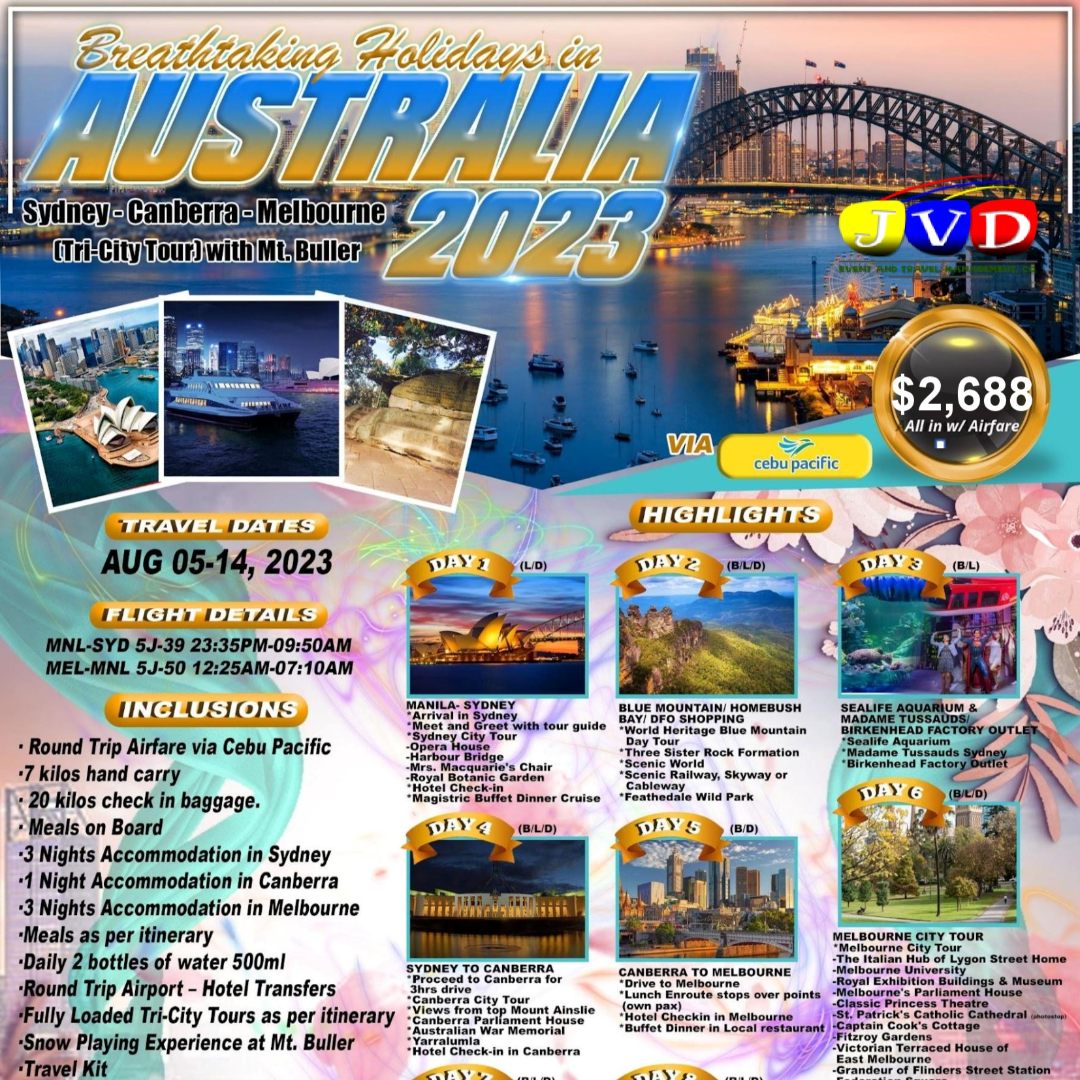 Breathtaking Holidays in
AUSTRALIA
2023
Sydney - Canberra - Melbourne
(Tri-City Tour) with Mt. Buller
JVD
EVENT AND TRAVEL MANAGEMENT CO.
$2,688
All in w/ Airfare
VIA
cebu pacific
TRAVEL DATES
AUG 05-14, 2023
FLIGHT DETAILS
MNL-SYD 5J-39 23:35PM-09:50AM
MEL-MNL 5J-50 12:25AM-07:10AM
INCLUSIONS
· Round Trip Airfare via Cebu Pacific
·7 kilos hand carry
· 20 kilos check in baggage.
· Meals on Board
·3 Nights Accommodation in Sydney
·1 Night Accommodation in Canberra
·3 Nights Accommodation in Melbourne
·Meals as per itinerary
·Daily 2 bottles of water 500ml
·Round Trip Airport – Hotel Transfers
·Fully Loaded Tri-City Tours as per itinerary
·Snow Playing Experience at Mt. Buller
·Travel Kit
HIGHLIGHTS
DAY 1 (L/D)
MANILA- SYDNEY
*Arrival in Sydney
*Meet and Greet with tour guide
*Sydney City Tour
-Opera House
-Harbour Bridge
-Mrs. Macquarie's Chair
-Royal Botanic Garden
*Hotel Check-in
*Magistric Buffet Dinner Cruise
DAY 2 (B/L/D)
BLUE MOUNTAIN/ HOMEBUSH
BAY/ DFO SHOPPING
*World Heritage Blue Mountain
Day Tour
*Three Sister Rock Formation
*Scenic World
*Scenic Railway, Skyway or
Cableway
*Feathedale Wild Park
DAY 3 (B/L)
SEALIFE AQUARIUM &
MADAME TUSSAUDS/
BIRKENHEAD FACTORY OUTLET
*Sealife Aquarium
*Madame Tussauds Sydney
*Birkenhead Factory Outlet
DAY 4 (B/L/D)
SYDNEY TO CANBERRA
*Proceed to Canberra for
3hrs drive
*Canberra City Tour
*Views from top Mount Ainslie
*Canberra Parliament House
*Australian War Memorial
*Yarralumla
*Hotel Check-in in Canberra
DAY 5 (B/D)
CANBERRA TO MELBOURNE
*Drive to Melbourne
*Lunch Enroute stops over points
(own pax)
*Hotel Checkin in Melbourne
*Buffet Dinner in Local restaurant
DAY 6 (B/L/D)
MELBOURNE CITY TOUR
*Melbourne City Tour
-The Italian Hub of Lygon Street Home
-Melbourne University
-Royal Exhibition Buildings & Museum
-Melbourne's Parliament House
-Classic Princess Theatre
-St. Patrick's Catholic Cathedral (photostop)
-Captain Cook's Cottage
-Fitzroy Gardens
-Victorian Terraced House of
East Melbourne
-Grandeur of Flinders Street Station
DAY 7 (B/L/D)
DAY 8 (B/L/D)